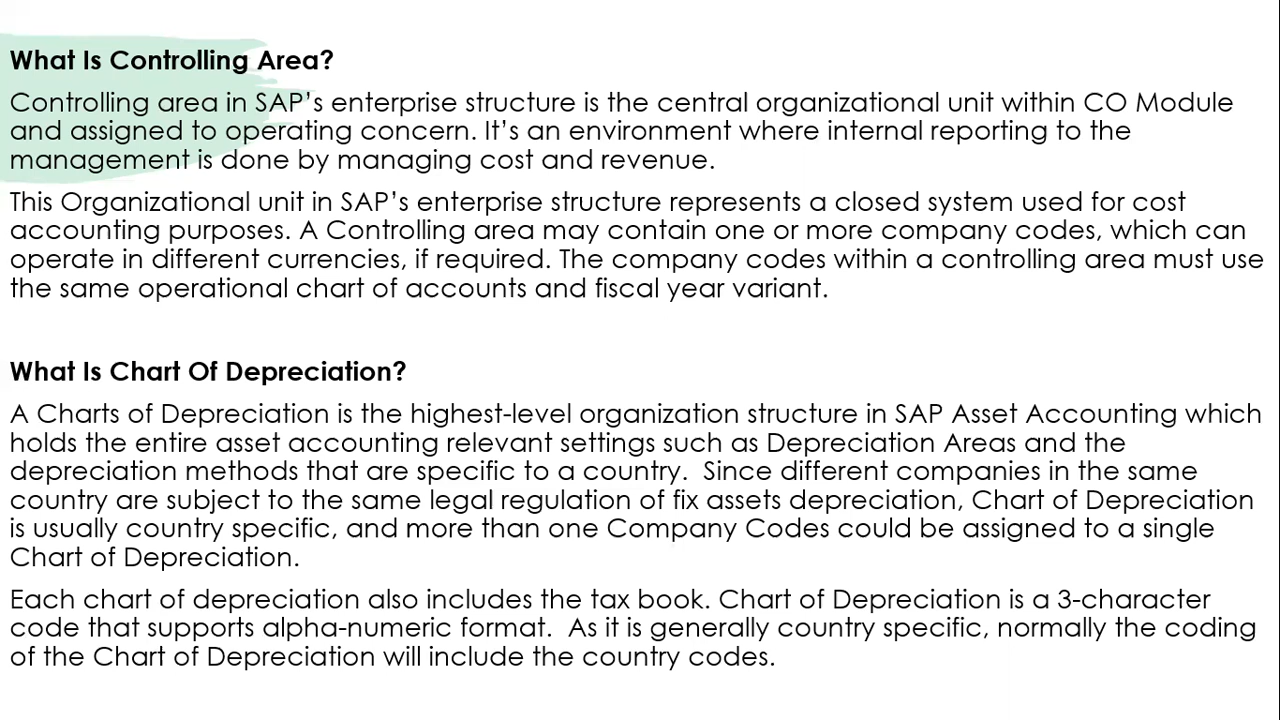 What Is Controlling Area?
Controlling area in SAP’s enterprise structure is the central organizational unit within CO Module
and assigned to operating concern. It’s an environment where internal reporting to the
management is done by managing cost and revenue.
This Organizational unit in SAP’s enterprise structure represents a closed system used for cost
accounting purposes. A Controlling area may contain one or more company codes, which can
operate in different currencies, if required. The company codes within a controlling area must use
the same operational chart of accounts and fiscal year variant.
What Is Chart Of Depreciation?
A Charts of Depreciation is the highest-level organization structure in SAP Asset Accounting which
holds the entire asset accounting relevant settings such as Depreciation Areas and the
depreciation methods that are specific to a country.  Since different companies in the same
country are subject to the same legal regulation of fix assets depreciation, Chart of Depreciation
is usually country specific, and more than one Company Codes could be assigned to a single
Chart of Depreciation.
Each chart of depreciation also includes the tax book. Chart of Depreciation is a 3-character
code that supports alpha-numeric format.  As it is generally country specific, normally the coding
of the Chart of Depreciation will include the country codes.